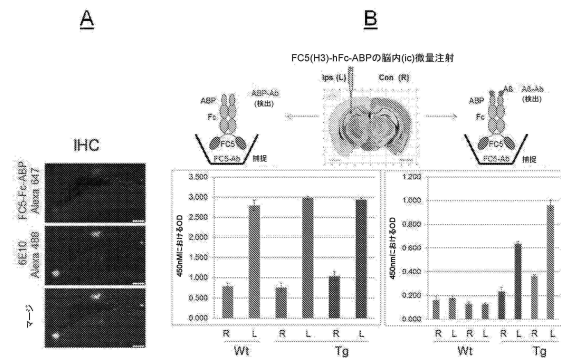 A
B
FC5(H3)-hFc-ABPの脳内(ic)微量注射
Ips (L)
Con (R)
ABP
Fc
FC5
FC5-Ab
捕捉
ABP-Ab
(検出)
ABP
Aß
Fc
FC5
FC5-Ab
捕捉
Aß-Ab
(検出)
IHC
FC5-Fc-ABP
Alexa 647
6E10
Alexa 488
マージ
450nMにおけるOD
3.500
3.000
2.500
2.000
1.500
1.000
0.500
0.000
R L R L R L
Wt Tg
450nMにおけるOD
1.200
1.000
0.800
0.600
0.400
0.200
0.000
R L R L R L R L
Wt Tg